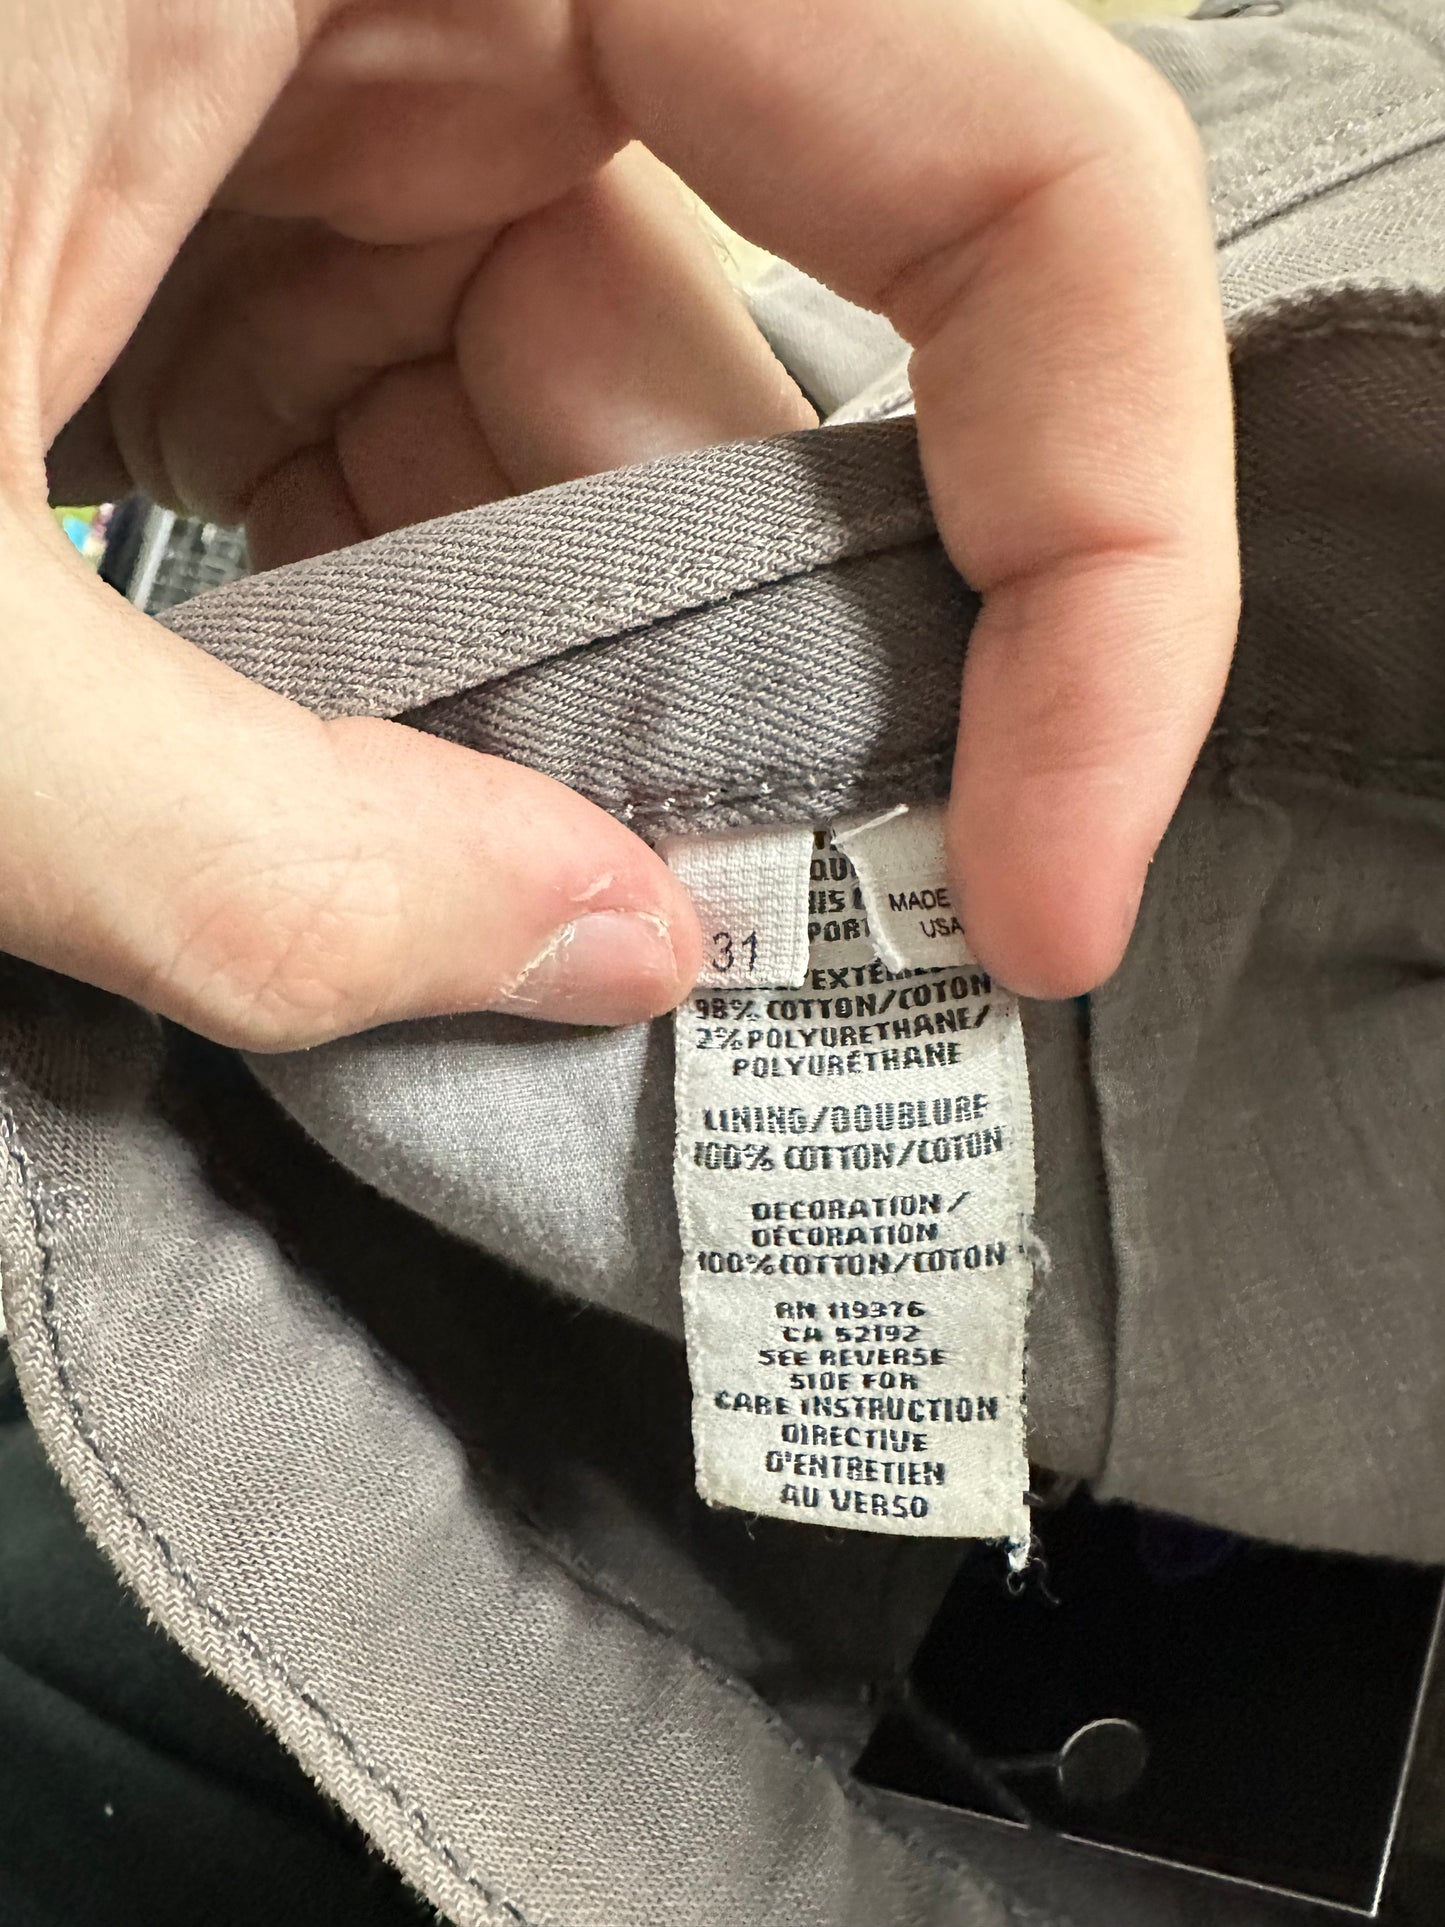 31
MADE
USA
98% COTTON/COTON
2% POLYURETHANE/
POLYURÉTHANE
LINING/DOUBLURE
100% COTTON/COTON
DECORATION/
DÉCORATION
100% COTTON/COTON
RN 119376
CA 52192
SEE REVERSE
SIDE FOR
CARE INSTRUCTION
DIRECTIVE
D'ENTRETIEN
AU VERSO